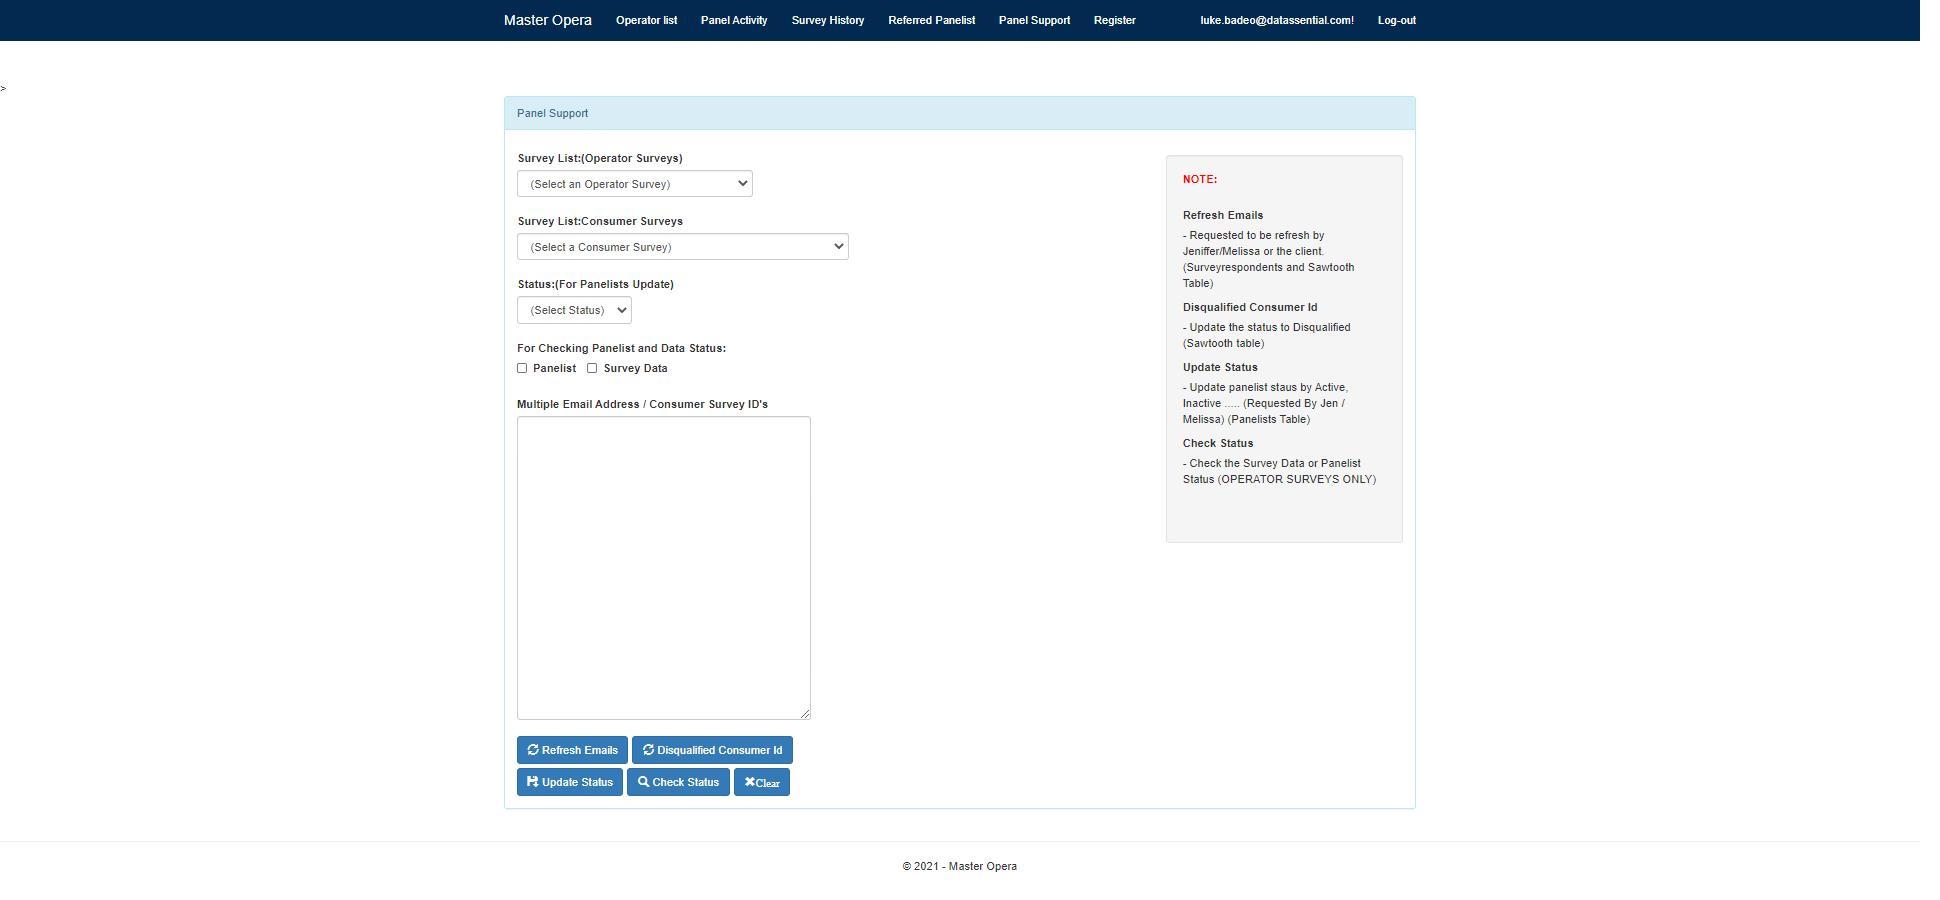 Master Opera Operator list Panel Activity Survey History Referred Panelist Panel Support Register luke.badeo@datassential.com! Log-out
>
Panel Support
Survey List:(Operator Surveys)
(Select an Operator Survey)
Survey List:Consumer Surveys
(Select a Consumer Survey)
Status:(For Panelists Update)
(Select Status)
For Checking Panelist and Data Status:
Panelist Survey Data
Multiple Email Address / Consumer Survey ID's
Refresh Emails Disqualified Consumer Id
Update Status Check Status Clear
NOTE:
Refresh Emails
- Requested to be refresh by
Jeniffer/Melissa or the client.
(Surveyrespondents and Sawtooth
Table)
Disqualified Consumer Id
- Update the status to Disqualified
(Sawtooth table)
Update Status
- Update panelist staus by Active,
Inactive ..... (Requested By Jen /
Melissa) (Panelists Table)
Check Status
- Check the Survey Data or Panelist
Status (OPERATOR SURVEYS ONLY)
© 2021 - Master Opera